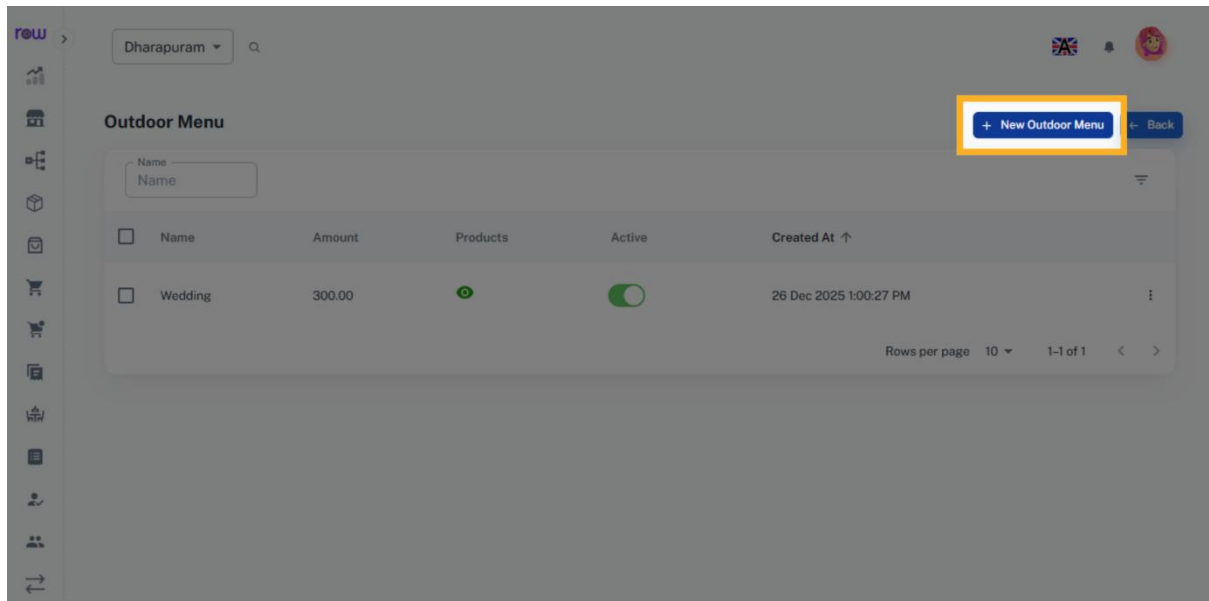 row
Dharapuram
A
Outdoor Menu
+ New Outdoor Menu
← Back
Name
Name
Name Amount Products Active Created At ↑
Wedding 300.00 26 Dec 2025 1:00:27 PM
Rows per page 10 1–1 of 1 < >